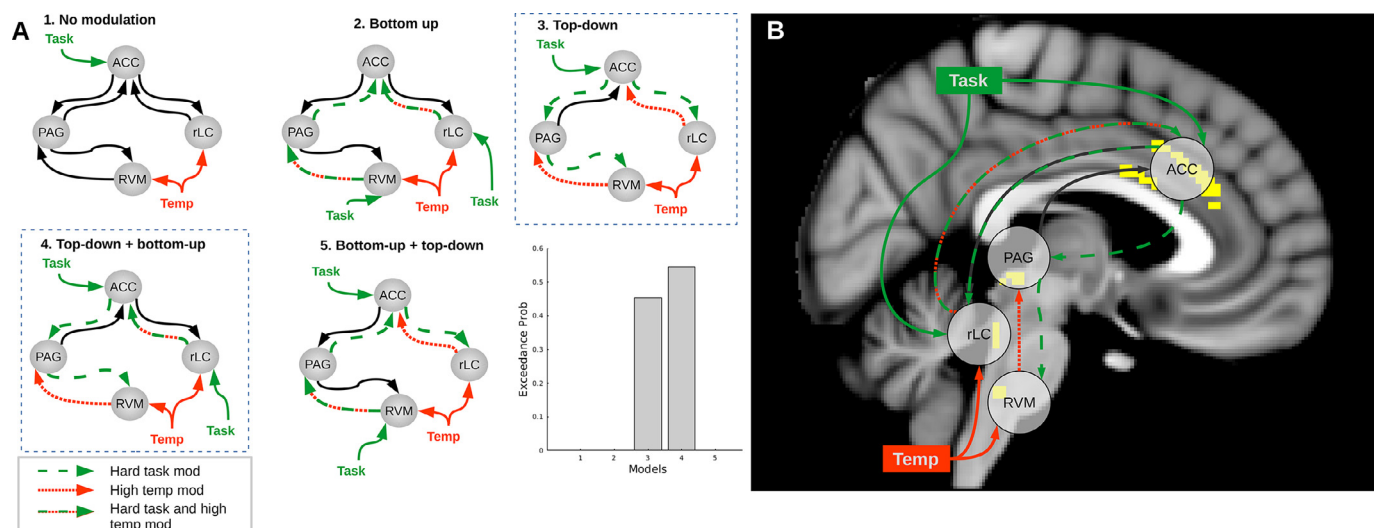 A
1. No modulation
Task
ACC
PAG
rLC
RVM
Temp
2. Bottom up
ACC
PAG
rLC
RVM
Task
Temp
Task
3. Top-down
Task
ACC
PAG
rLC
RVM
Temp
4. Top-down + bottom-up
Task
ACC
PAG
rLC
RVM
Temp
Task
5. Bottom-up + top-down
Task
ACC
PAG
rLC
RVM
Temp
Task
Exceedance Prob
0.6
0.5
0.4
0.3
0.2
0.1
0
1 2 3 4 5
Models
Hard task mod
High temp mod
Hard task and high
temp mod
B
Task
ACC
PAG
rLC
RVM
Temp